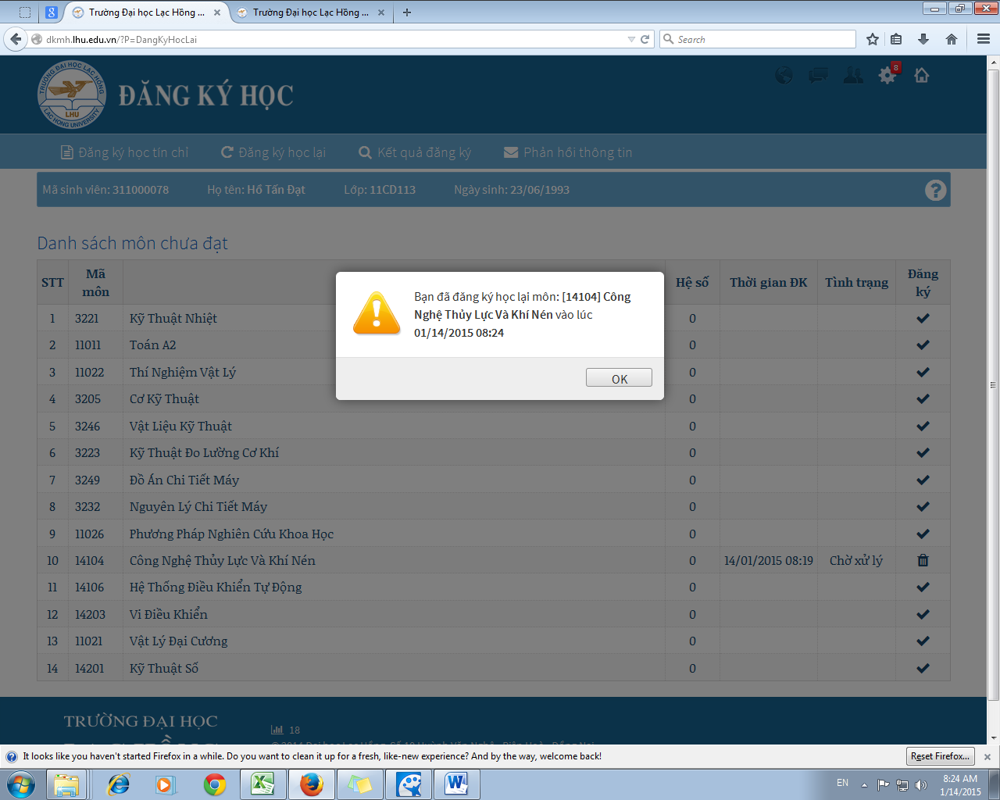 Trường Đại học Lạc Hồng ...
Trường Đại học Lạc Hồng ...
dkmh.lhu.edu.vn/?P=DangKyHocLai
Search
TRƯỜNG ĐẠI HỌC LẠC HỒNG
LHU
LAC HONG UNIVERSITY
ĐĂNG KÝ HỌC
8
Đăng ký học tín chỉ
Đăng ký học lại
Kết quả đăng ký
Phản hồi thông tin
Mã sinh viên: 311000078 Họ tên: Hồ Tấn Đạt Lớp: 11CD113 Ngày sinh: 23/06/1993
Danh sách môn chưa đạt
STT Mã môn Hệ số Thời gian ĐK Tình trạng Đăng ký
1 3221 Kỹ Thuật Nhiệt 0
2 11011 Toán A2 0
3 11022 Thí Nghiệm Vật Lý 0
4 3205 Cơ Kỹ Thuật 0
5 3246 Vật Liệu Kỹ Thuật 0
6 3223 Kỹ Thuật Đo Lường Cơ Khí 0
7 3249 Đồ Án Chi Tiết Máy 0
8 3232 Nguyên Lý Chi Tiết Máy 0
9 11026 Phương Pháp Nghiên Cứu Khoa Học 0
10 14104 Công Nghệ Thủy Lực Và Khí Nén 0 14/01/2015 08:19 Chờ xử lý
11 14106 Hệ Thống Điều Khiển Tự Động 0
12 14203 Vi Điều Khiển 0
13 11021 Vật Lý Đại Cương 0
14 14201 Kỹ Thuật Số 0
Bạn đã đăng ký học lại môn: [14104] Công
Nghệ Thủy Lực Và Khí Nén vào lúc
01/14/2015 08:24
OK
TRƯỜNG ĐẠI HỌC
18
It looks like you haven't started Firefox in a while. Do you want to clean it up for a fresh, like-new experience? And by the way, welcome back!
Reset Firefox...
EN
8:24 AM
1/14/2015